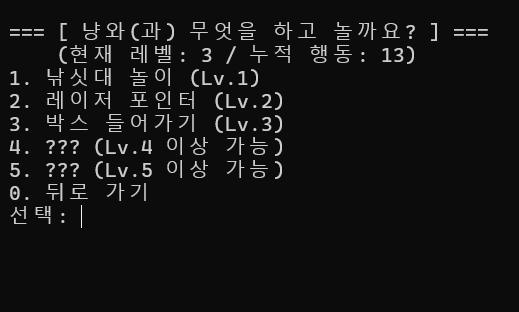 === [ 냥와(과) 무엇을 하고 놀까요? ] ===
(현재 레벨: 3 / 누적 행동: 13)
1. 낚싯대 놀이 (Lv.1)
2. 레이저 포인터 (Lv.2)
3. 박스 들어가기 (Lv.3)
4. ??? (Lv.4 이상 가능)
5. ??? (Lv.5 이상 가능)
0. 뒤로 가기
선택: